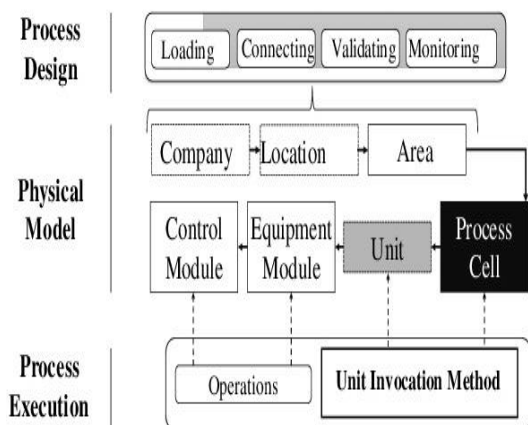 Process
Design
Loading
Connecting
Validating
Monitoring
Physical
Model
Company
Location
Area
Control
Module
Equipment
Module
Unit
Process
Cell
Process
Execution
Operations
Unit Invocation Method